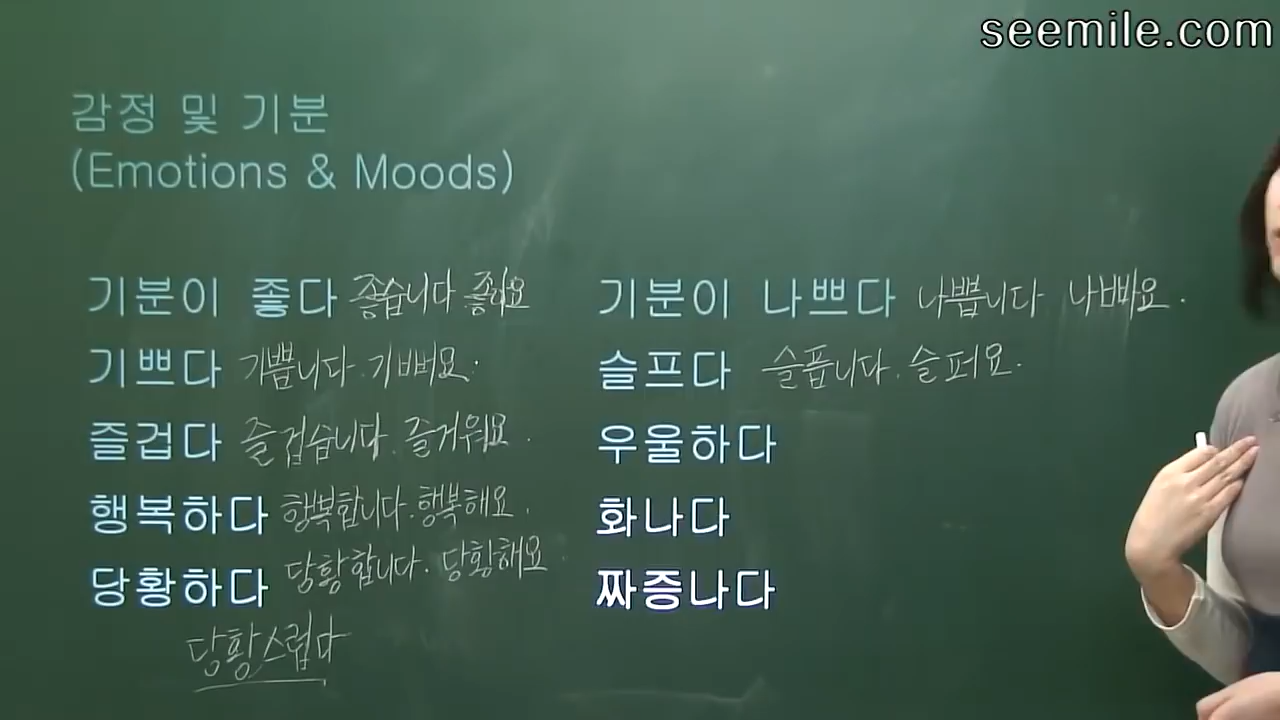 seemile.com
감정 및 기분
(Emotions & Moods)
기분이 좋다 좋습니다 좋아요
기쁘다 기쁩니다. 기뻐요.
즐겁다 즐겁습니다. 즐거워요.
행복하다 행복합니다. 행복해요.
당황하다 당황합니다. 당황해요.
당황스럽다
기분이 나쁘다 나쁩니다 나빠요.
슬프다 슬픕니다. 슬퍼요.
우울하다
화나다
짜증나다